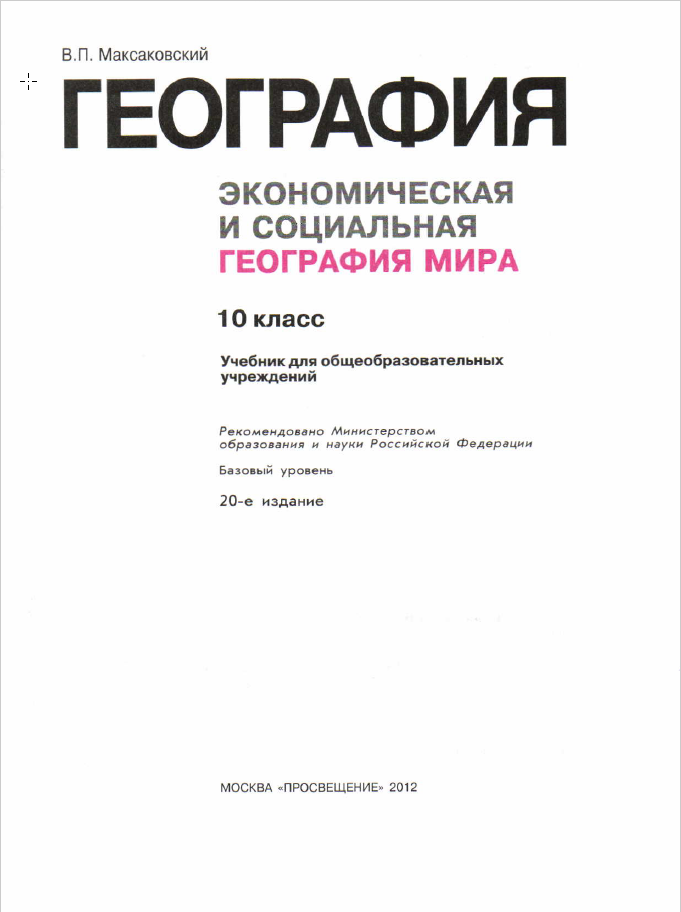 В.П. Максаковский
ГЕОГРАФИЯ
ЭКОНОМИЧЕСКАЯ
И СОЦИАЛЬНАЯ
ГЕОГРАФИЯ МИРА
10 класс
Учебник для общеобразовательных
учреждений
Рекомендовано Министерством
образования и науки Российской Федерации
Базовый уровень
20-е издание
МОСКВА «ПРОСВЕЩЕНИЕ» 2012